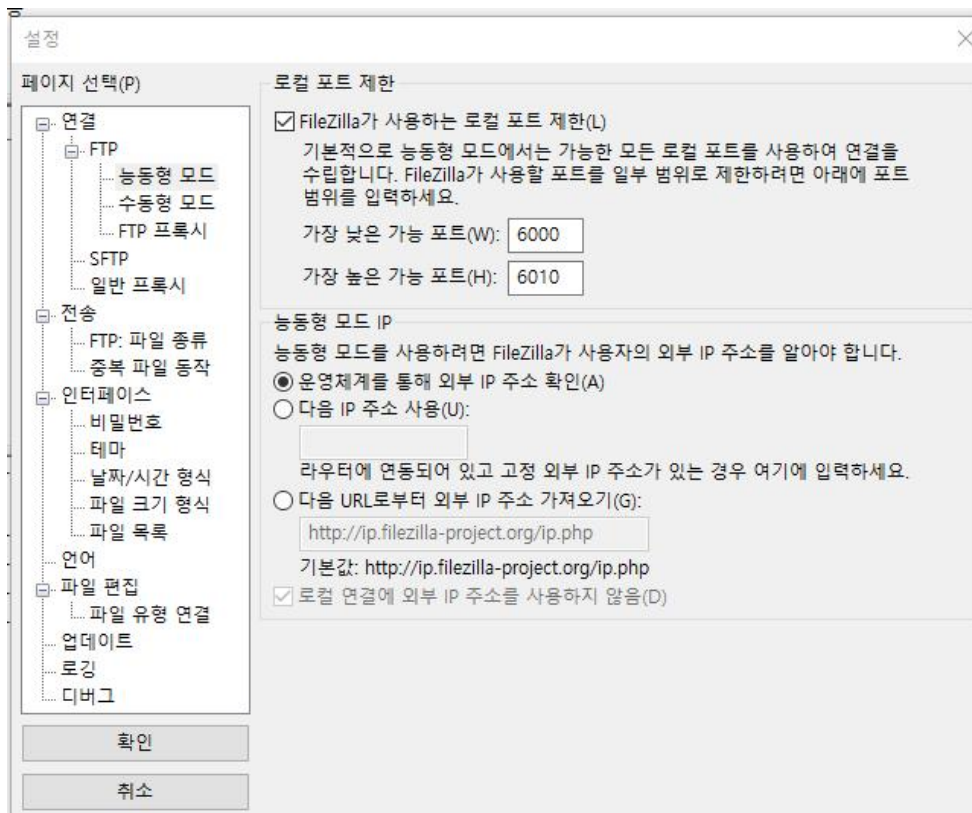 설정
페이지 선택(P)
연결
FTP
능동형 모드
수동형 모드
FTP 프록시
SFTP
일반 프록시
전송
FTP: 파일 종류
중복 파일 동작
인터페이스
비밀번호
테마
날짜/시간 형식
파일 크기 형식
파일 목록
언어
파일 편집
파일 유형 연결
업데이트
로깅
디버그
확인
취소
로컬 포트 제한
FileZilla가 사용하는 로컬 포트 제한(L)
기본적으로 능동형 모드에서는 가능한 모든 로컬 포트를 사용하여 연결을
수립합니다. FileZilla가 사용할 포트를 일부 범위로 제한하려면 아래에 포트
범위를 입력하세요.
가장 낮은 가능 포트(W): 6000
가장 높은 가능 포트(H): 6010
능동형 모드 IP
능동형 모드를 사용하려면 FileZilla가 사용자의 외부 IP 주소를 알아야 합니다.
운영체계를 통해 외부 IP 주소 확인(A)
다음 IP 주소 사용(U):
라우터에 연동되어 있고 고정 외부 IP 주소가 있는 경우 여기에 입력하세요.
다음 URL로부터 외부 IP 주소 가져오기(G):
http://ip.filezilla-project.org/ip.php
기본값: http://ip.filezilla-project.org/ip.php
로컬 연결에 외부 IP 주소를 사용하지 않음(D)